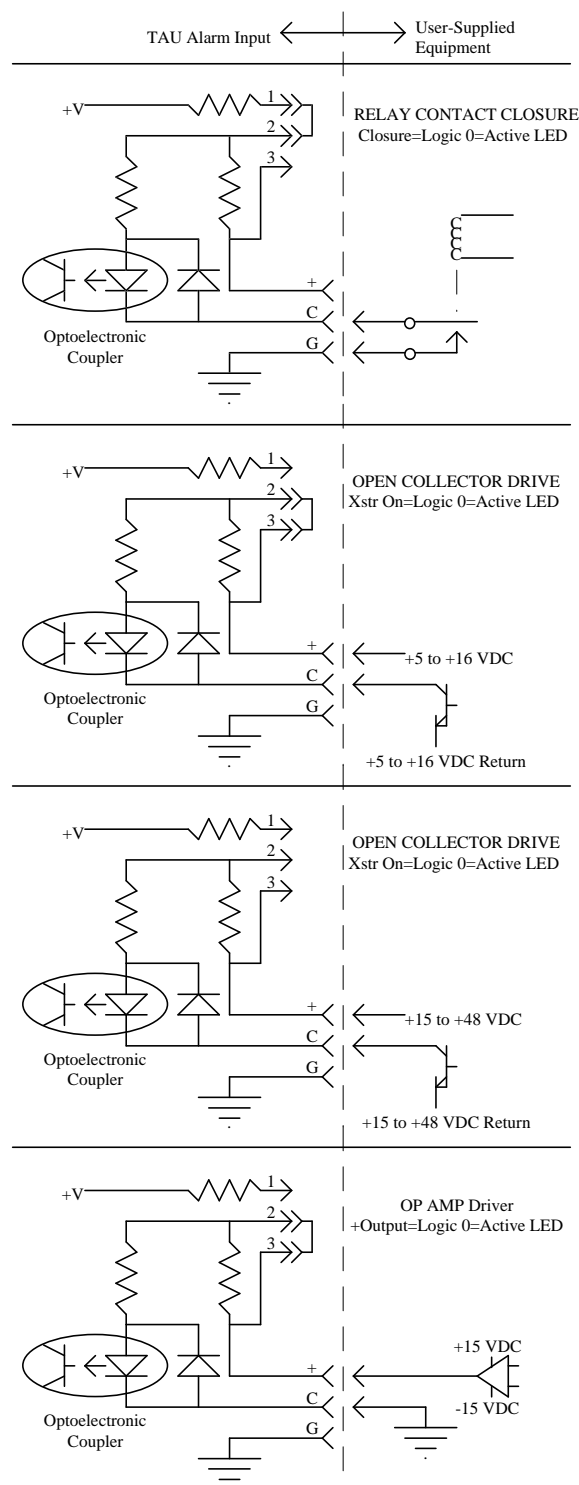 TAU Alarm Input
User-Supplied
Equipment
+V
1
2
3
RELAY CONTACT CLOSURE
Closure=Logic 0=Active LED
+
C
G
Optoelectronic
Coupler
+V
1
2
3
OPEN COLLECTOR DRIVE
Xstr On=Logic 0=Active LED
+
C
G
+5 to +16 VDC
+5 to +16 VDC Return
Optoelectronic
Coupler
+V
1
2
3
OPEN COLLECTOR DRIVE
Xstr On=Logic 0=Active LED
+
C
G
+15 to +48 VDC
+15 to +48 VDC Return
Optoelectronic
Coupler
+V
1
2
3
OP AMP Driver
+Output=Logic 0=Active LED
+
C
G
+15 VDC
-15 VDC
Optoelectronic
Coupler